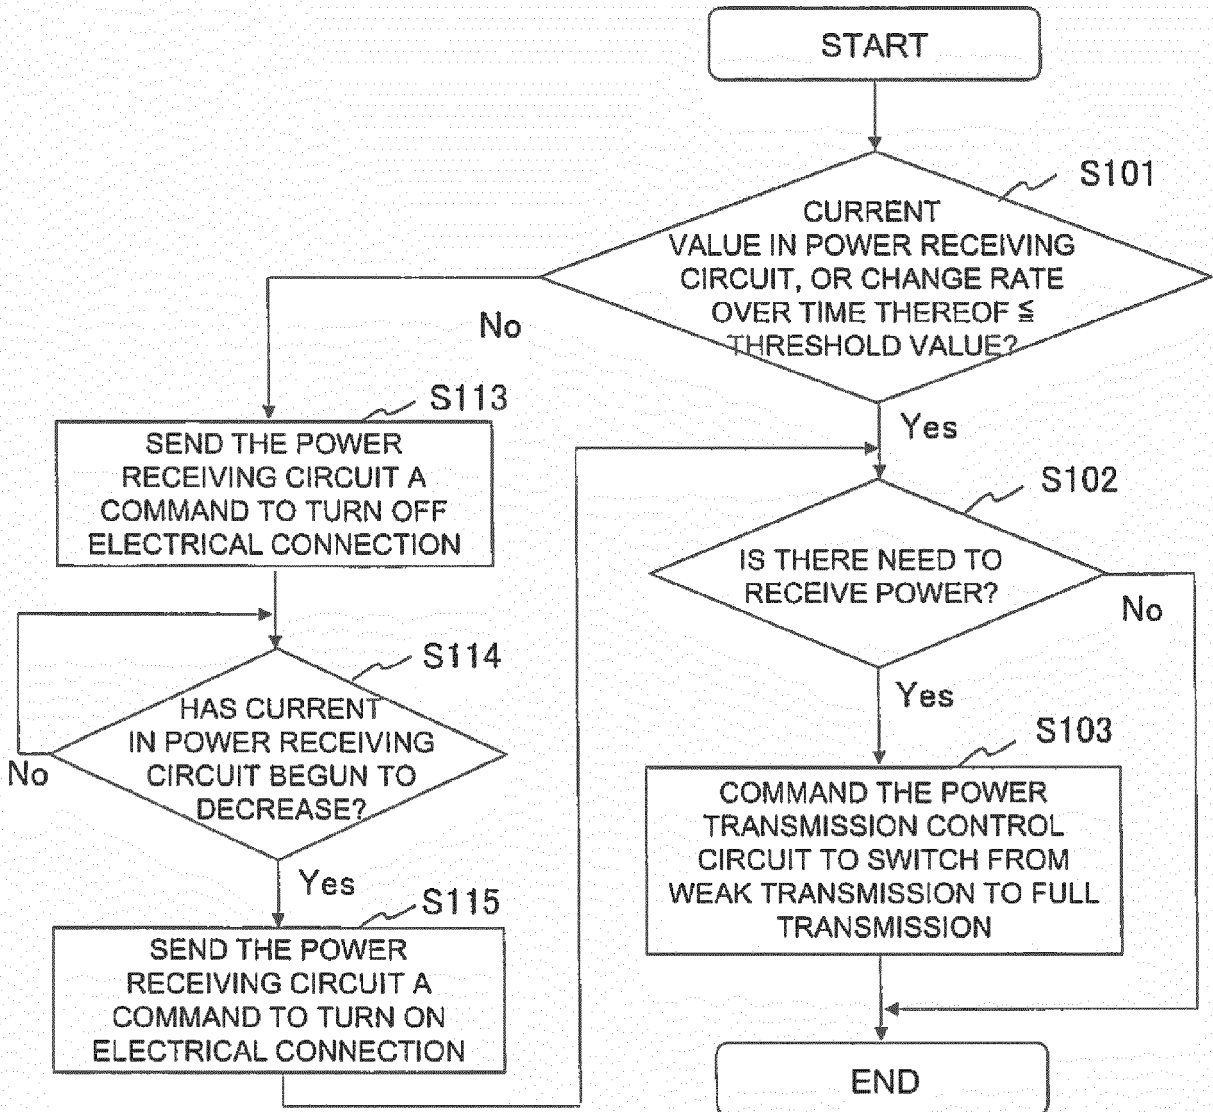 START
S101
CURRENT
VALUE IN POWER RECEIVING
CIRCUIT, OR CHANGE RATE
OVER TIME THEREOF ≦
THRESHOLD VALUE?
No
Yes
S113
SEND THE POWER
RECEIVING CIRCUIT A
COMMAND TO TURN OFF
ELECTRICAL CONNECTION
S114
HAS CURRENT
IN POWER RECEIVING
CIRCUIT BEGUN TO
DECREASE?
No
Yes
S115
SEND THE POWER
RECEIVING CIRCUIT A
COMMAND TO TURN ON
ELECTRICAL CONNECTION
S102
IS THERE NEED TO
RECEIVE POWER?
No
Yes
S103
COMMAND THE POWER
TRANSMISSION CONTROL
CIRCUIT TO SWITCH FROM
WEAK TRANSMISSION TO FULL
TRANSMISSION
END